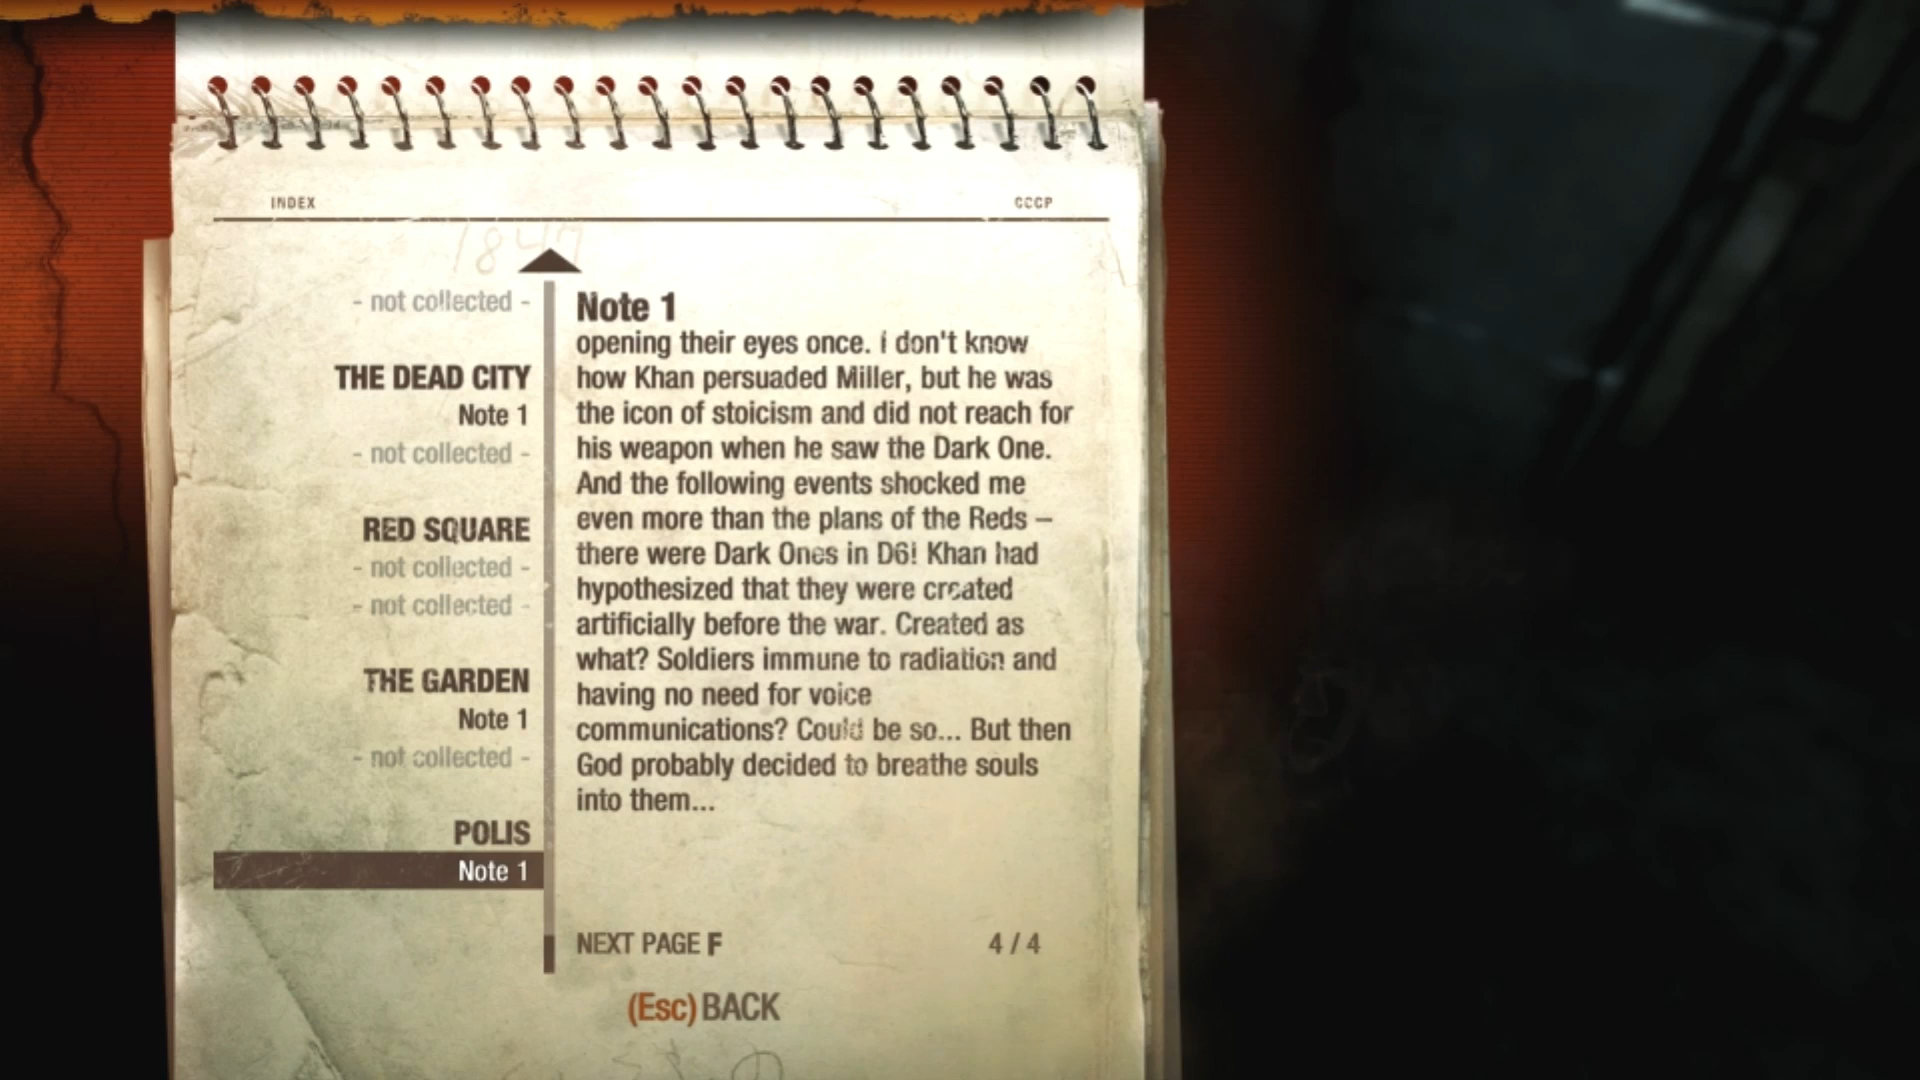 INDEX
CCCP
1847
- not collected -
THE DEAD CITY
Note 1
- not collected -
RED SQUARE
- not collected -
- not collected -
THE GARDEN
Note 1
- not collected -
POLIS
Note 1
Note 1
opening their eyes once. I don't know
how Khan persuaded Miller, but he was
the icon of stoicism and did not reach for
his weapon when he saw the Dark One.
And the following events shocked me
even more than the plans of the Reds –
there were Dark Ones in D6! Khan had
hypothesized that they were created
artificially before the war. Created as
what? Soldiers immune to radiation and
having no need for voice
communications? Could be so... But then
God probably decided to breathe souls
into them...
NEXT PAGE F
4 / 4
(Esc) BACK